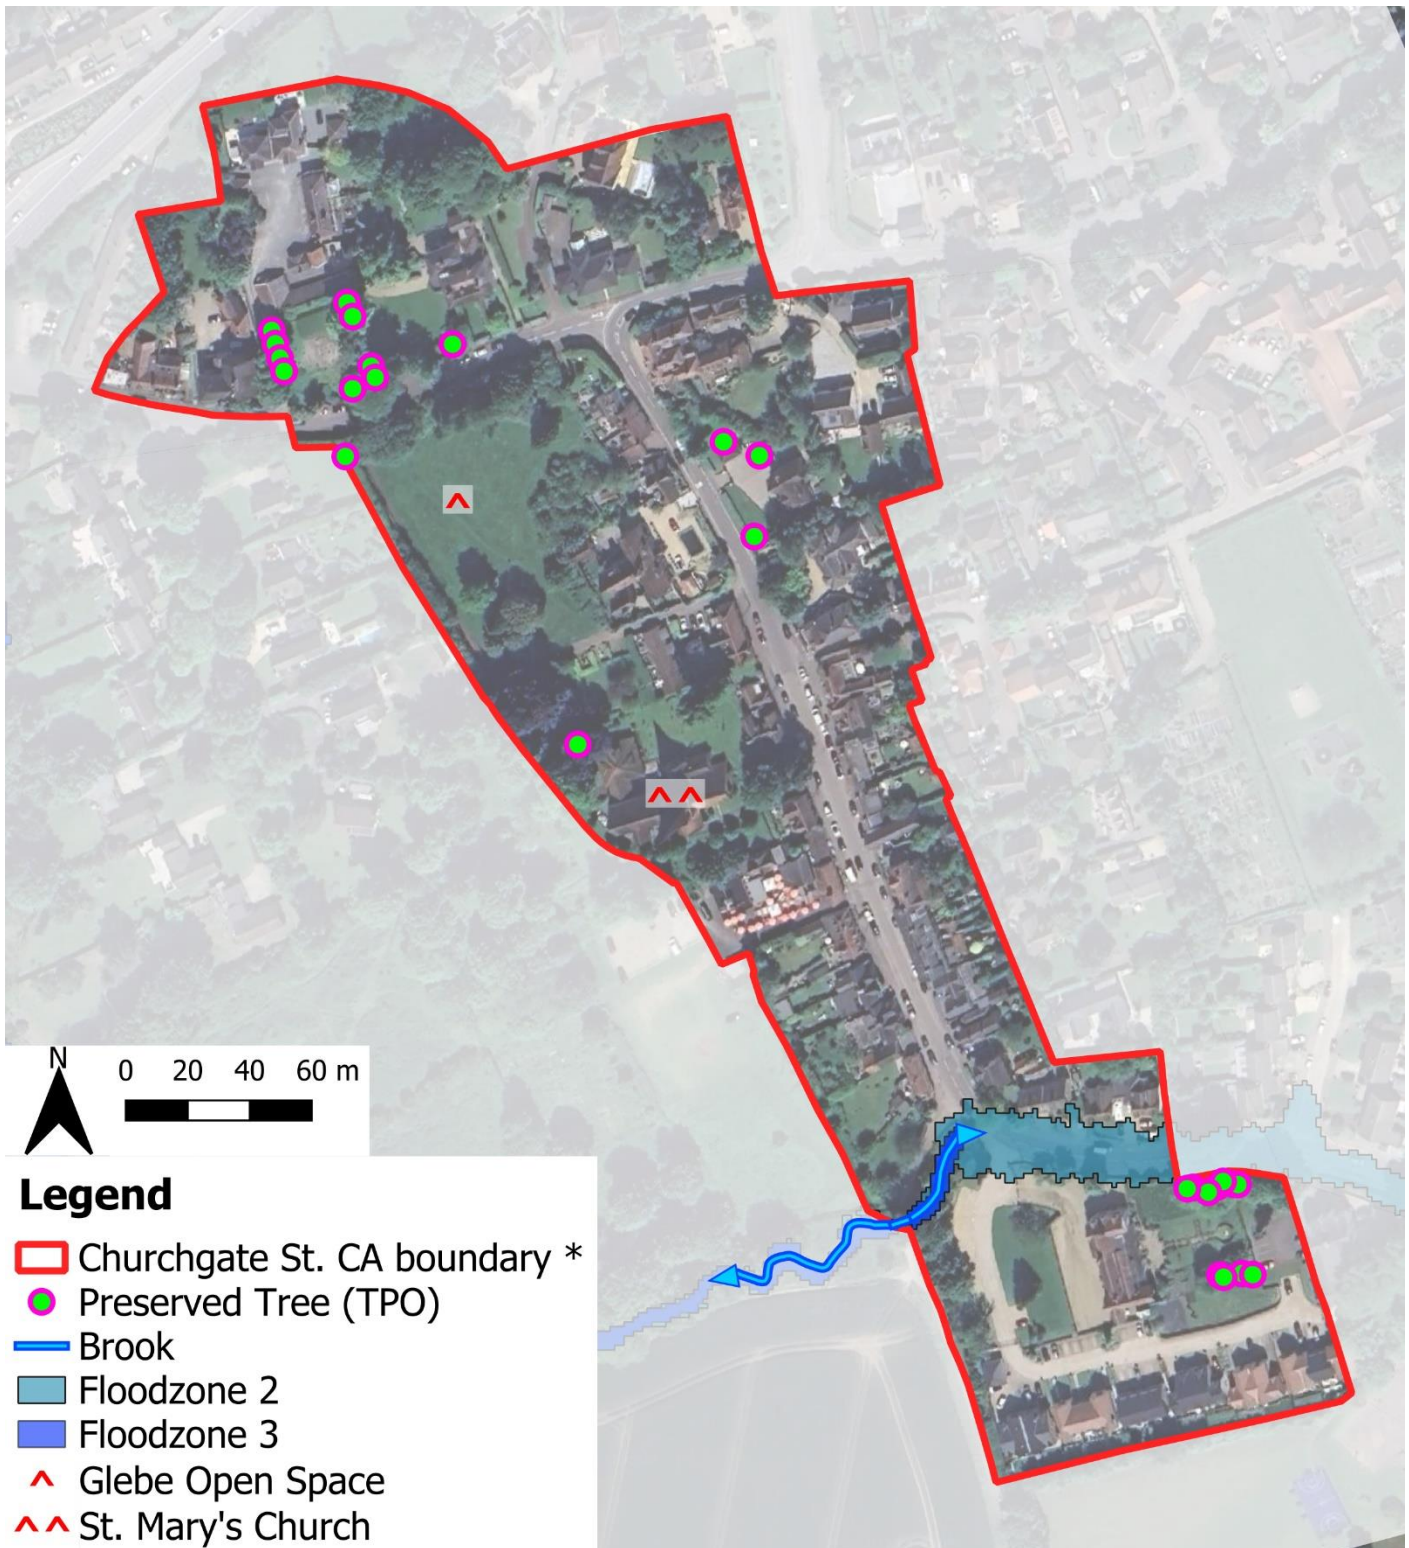 N
0 20 40 60 m
Legend
Churchgate St. CA boundary *
Preserved Tree (TPO)
Brook
Floodzone 2
Floodzone 3
Glebe Open Space
St. Mary's Church